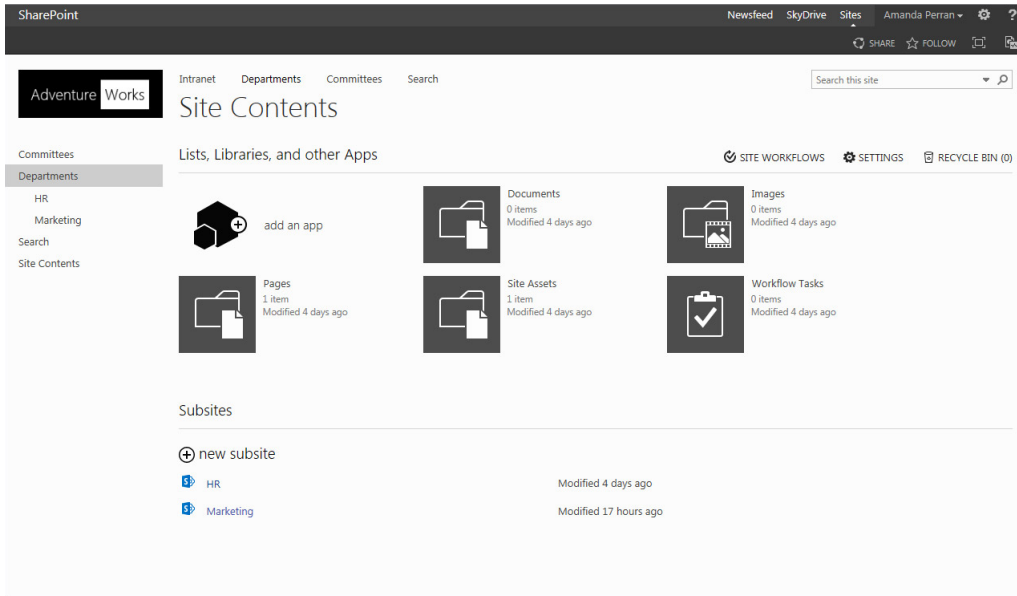 SharePoint
Newsfeed SkyDrive Sites Amanda Perran ?
SHARE FOLLOW
Adventure Works
Intranet Departments Committees Search
Search this site
Site Contents
Committees
Departments
HR
Marketing
Search
Site Contents
Lists, Libraries, and other Apps
SITE WORKFLOWS SETTINGS RECYCLE BIN (0)
add an app
Documents
0 items
Modified 4 days ago
Images
0 items
Modified 4 days ago
Pages
1 item
Modified 4 days ago
Site Assets
1 item
Modified 4 days ago
Workflow Tasks
0 items
Modified 4 days ago
Subsites
new subsite
HR Modified 4 days ago
Marketing Modified 17 hours ago